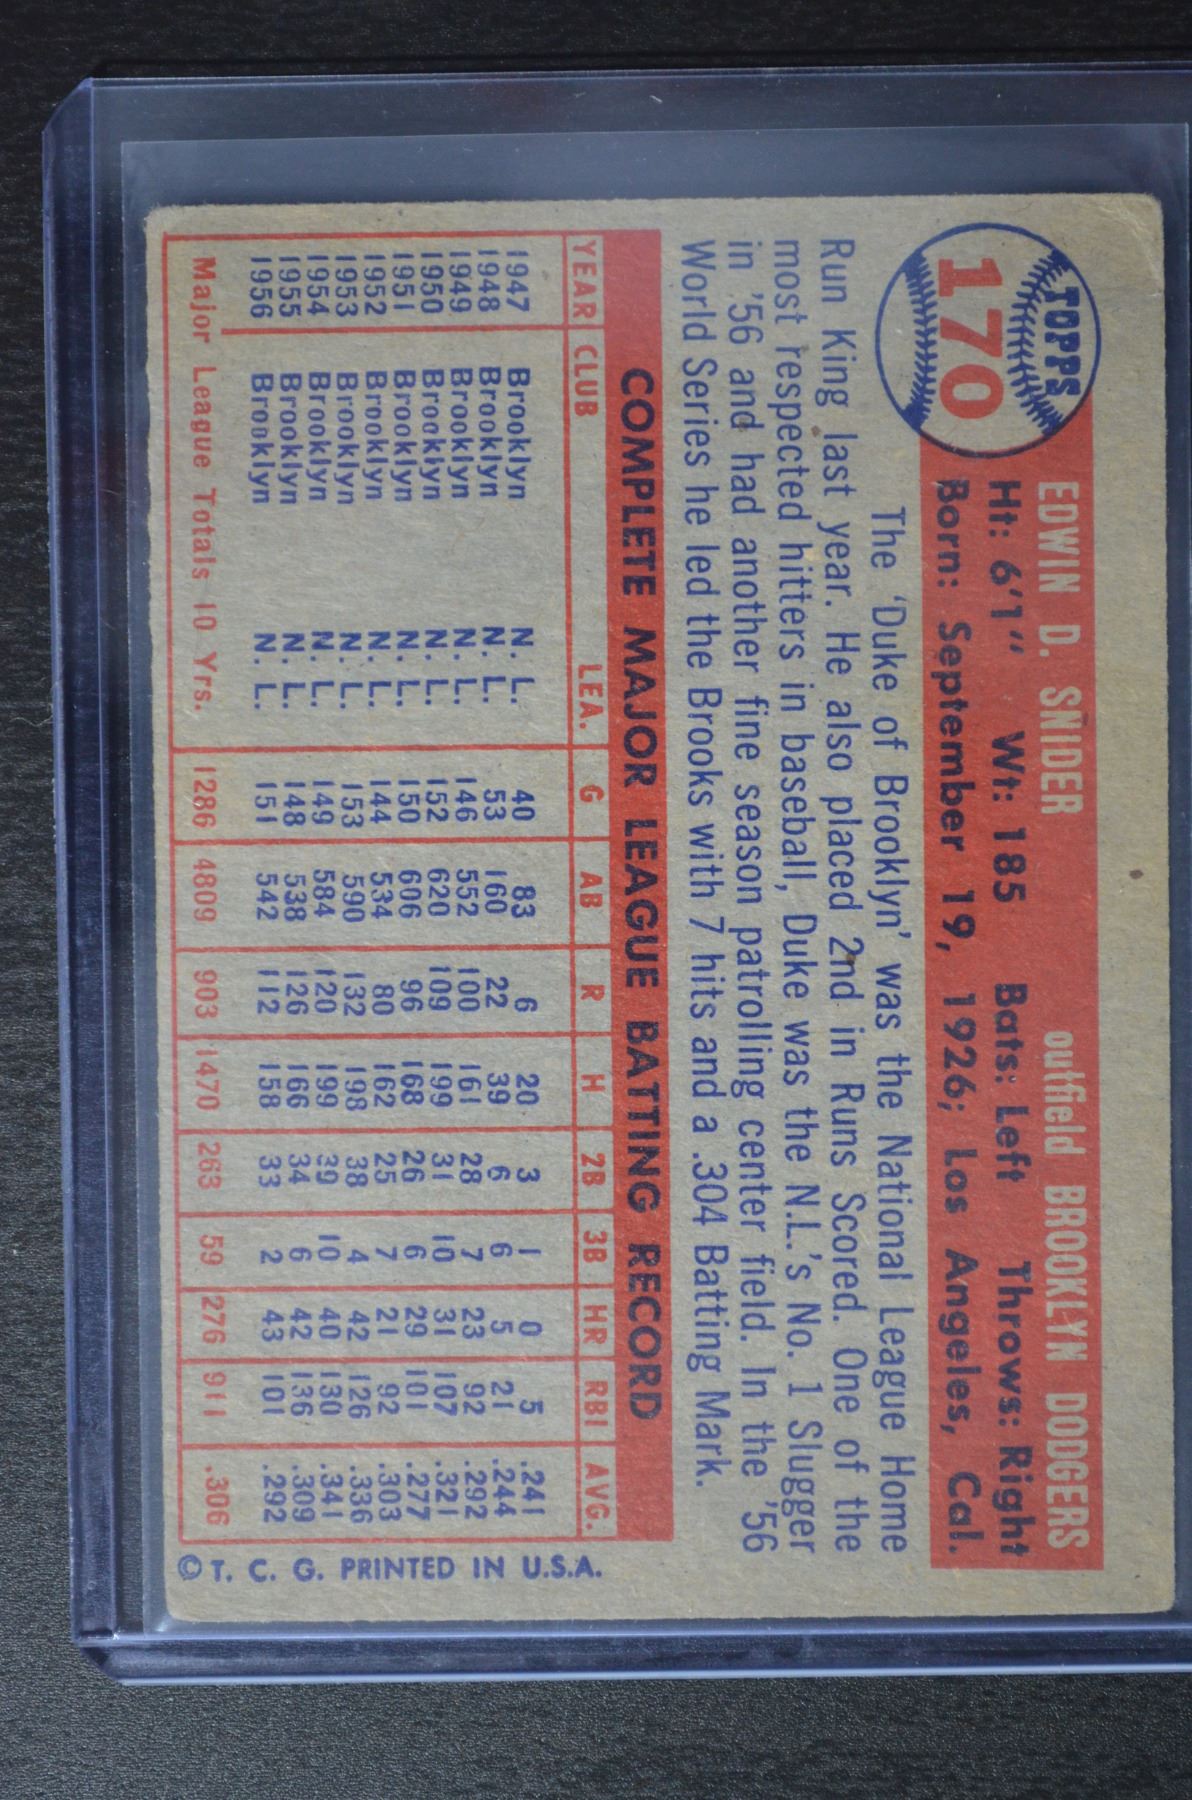 TOPPS
170
EDWIN D. SNIDER outfield BROOKLYN DODGERS
Ht: 6'1" Wt: 185 Bats: Left Throws: Right
Born: September 19, 1926; Los Angeles, Cal.
The 'Duke of Brooklyn' was the National League Home
Run King last year. He also placed 2nd in Runs Scored. One of the
most respected hitters in baseball, Duke was the N.L.'s No. 1 Slugger
in '56 and had another fine season patrolling center field. In the '56
World Series he led the Brooks with 7 hits and a .304 Batting Mark.
COMPLETE MAJOR LEAGUE BATTING RECORD
YEAR CLUB LEA. G AB R H 2B 3B HR RBI AVG.
1947 Brooklyn N. L. 40 83 6 20 3 1 0 5 .241
1948 Brooklyn N. L. 53 160 22 39 6 6 5 21 .244
1949 Brooklyn N. L. 146 552 100 161 28 7 23 92 .292
1950 Brooklyn N. L. 152 620 109 199 31 10 31 107 .321
1951 Brooklyn N. L. 150 606 96 168 26 6 29 101 .277
1952 Brooklyn N. L. 144 534 80 162 25 7 21 92 .303
1953 Brooklyn N. L. 153 590 132 198 38 4 42 126 .336
1954 Brooklyn N. L. 149 584 120 199 39 10 40 130 .341
1955 Brooklyn N. L. 148 538 126 166 34 6 42 136 .309
1956 Brooklyn N. L. 151 542 112 158 33 2 43 101 .292
Major League Totals 10 Yrs. 1286 4809 903 1470 263 59 276 911 .306
© T. C. G. PRINTED IN U.S.A.